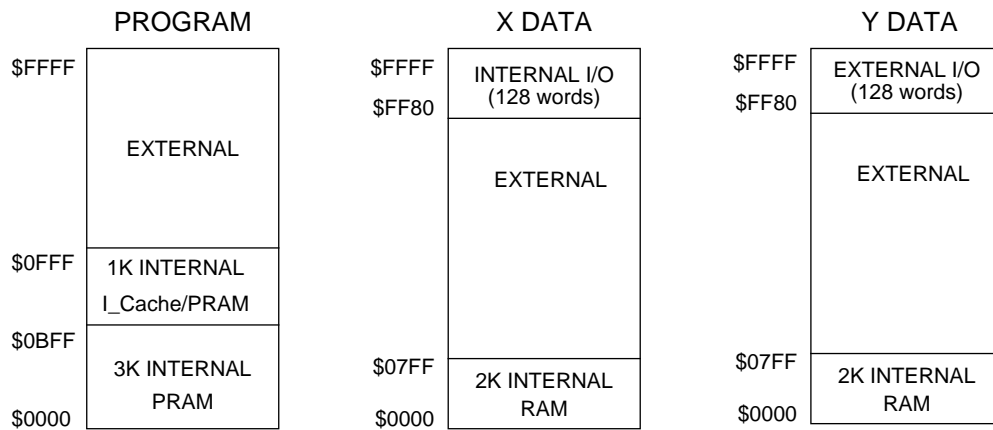 PROGRAM
$FFFF
EXTERNAL
$0FFF
1K INTERNAL
I_Cache/PRAM
$0BFF
3K INTERNAL
PRAM
$0000
X DATA
$FFFF
INTERNAL I/O
(128 words)
$FF80
EXTERNAL
$07FF
2K INTERNAL
RAM
$0000
Y DATA
$FFFF
EXTERNAL I/O
(128 words)
$FF80
EXTERNAL
$07FF
2K INTERNAL
RAM
$0000